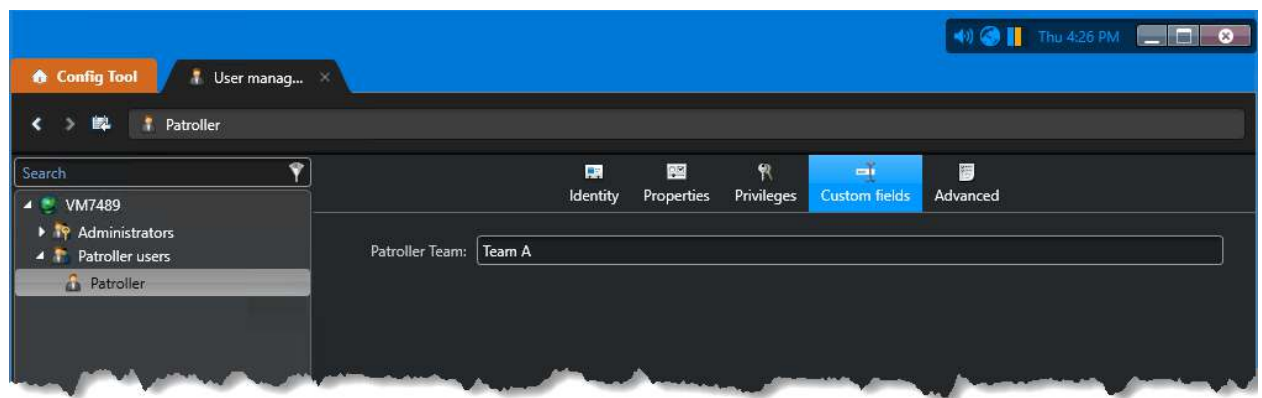 Thu 4:26 PM
Config Tool
User manag...
Patroller
Search
Identity Properties Privileges Custom fields Advanced
VM7489
Administrators
Patroller users
Patroller
Patroller Team: Team A